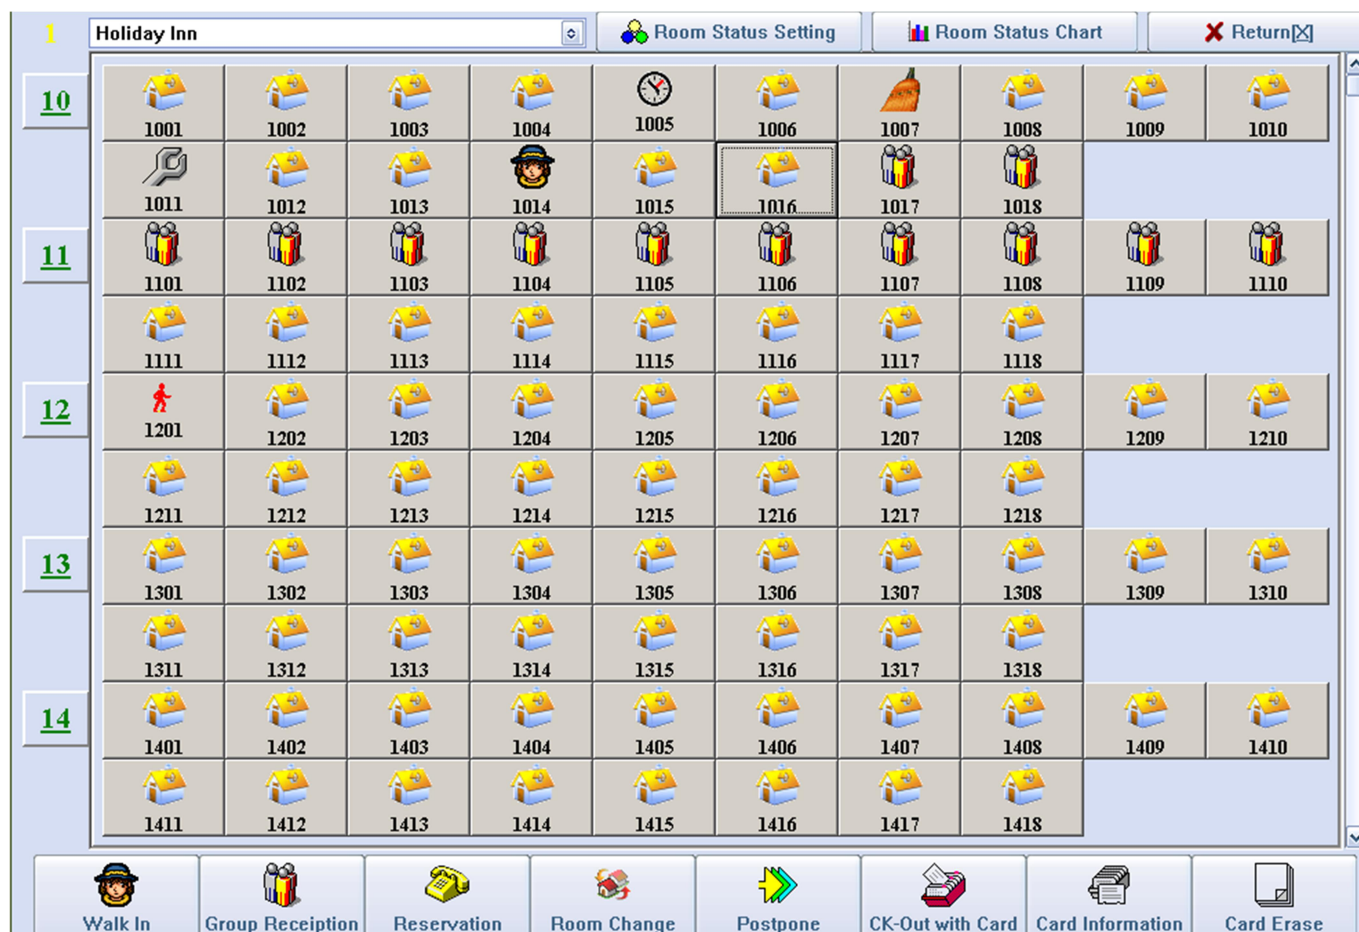 1 Holiday Inn Room Status Setting Room Status Chart Return[X]
10 1001 1002 1003 1004 1005 1006 1007 1008 1009 1010
1011 1012 1013 1014 1015 1016 1017 1018
11 1101 1102 1103 1104 1105 1106 1107 1108 1109 1110
1111 1112 1113 1114 1115 1116 1117 1118
12 1201 1202 1203 1204 1205 1206 1207 1208 1209 1210
1211 1212 1213 1214 1215 1216 1217 1218
13 1301 1302 1303 1304 1305 1306 1307 1308 1309 1310
1311 1312 1313 1314 1315 1316 1317 1318
14 1401 1402 1403 1404 1405 1406 1407 1408 1409 1410
1411 1412 1413 1414 1415 1416 1417 1418
Walk In Group Receiption Reservation Room Change Postpone CK-Out with Card Card Information Card Erase